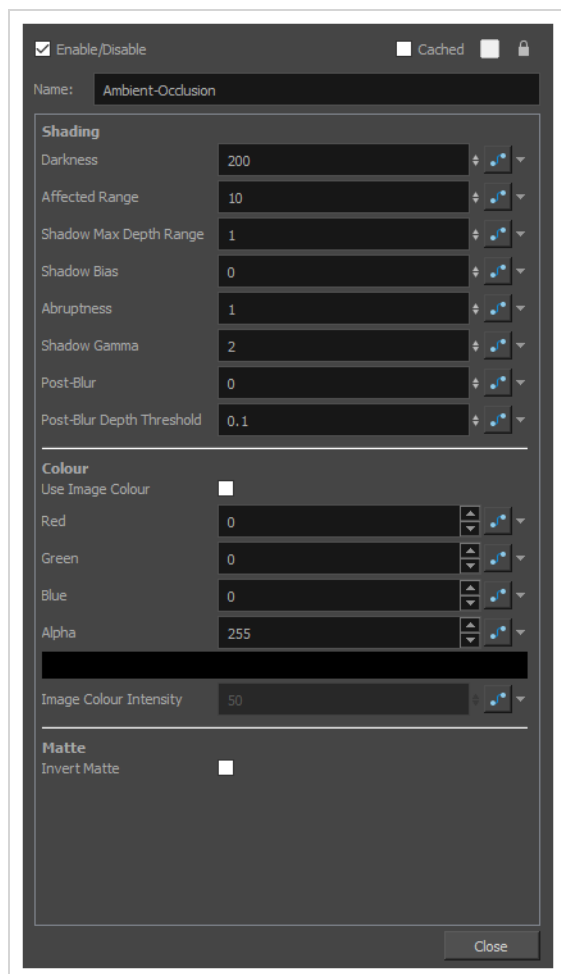 Enable/Disable Cached
Name: Ambient-Occlusion
Shading
Darkness 200
Affected Range 10
Shadow Max Depth Range 1
Shadow Bias 0
Abruptness 1
Shadow Gamma 2
Post-Blur 0
Post-Blur Depth Threshold 0.1
Colour
Use Image Colour
Red 0
Green 0
Blue 0
Alpha 255
Image Colour Intensity 50
Matte
Invert Matte
Close